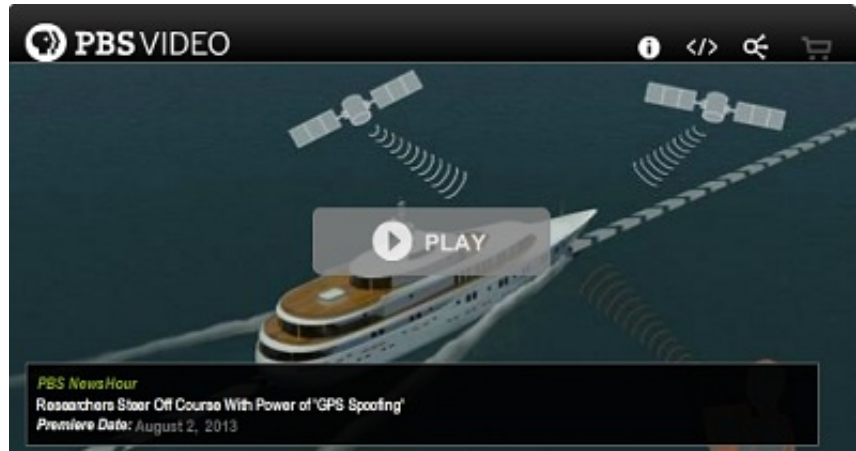 PBS VIDEO
PLAY
PBS NewsHour
Researchers Steer Off Course With Power of "GPS Spoofing"
Premiere Date: August 2, 2013